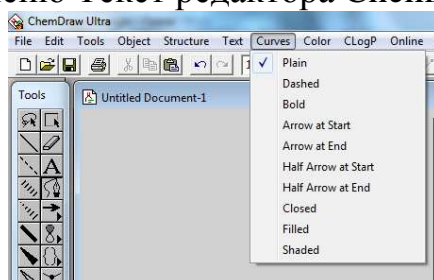 ChemDraw Ultra
File Edit Tools Object Structure Text Curves Color CLogP Online
Tools
Untitled Document-1
Plain
Dashed
Bold
Arrow at Start
Arrow at End
Half Arrow at Start
Half Arrow at End
Closed
Filled
Shaded
A